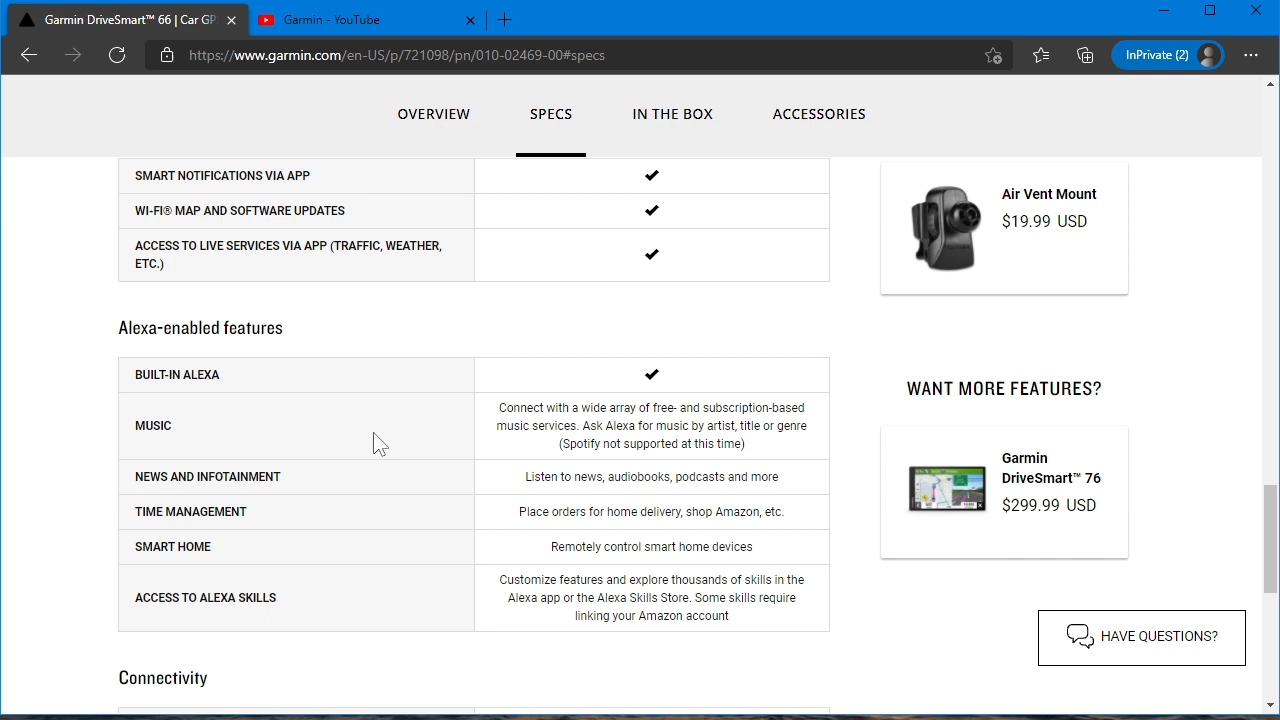 Garmin DriveSmart™ 66 | Car GP
Garmin - YouTube
https://www.garmin.com/en-US/p/721098/pn/010-02469-00#specs
InPrivate (2)
OVERVIEW
SPECS
IN THE BOX
ACCESSORIES
SMART NOTIFICATIONS VIA APP
WI-FI® MAP AND SOFTWARE UPDATES
ACCESS TO LIVE SERVICES VIA APP (TRAFFIC, WEATHER,
ETC.)
Alexa-enabled features
BUILT-IN ALEXA
MUSIC
Connect with a wide array of free- and subscription-based
music services. Ask Alexa for music by artist, title or genre
(Spotify not supported at this time)
NEWS AND INFOTAINMENT
Listen to news, audiobooks, podcasts and more
TIME MANAGEMENT
Place orders for home delivery, shop Amazon, etc.
SMART HOME
Remotely control smart home devices
ACCESS TO ALEXA SKILLS
Customize features and explore thousands of skills in the
Alexa app or the Alexa Skills Store. Some skills require
linking your Amazon account
Connectivity
Air Vent Mount
$19.99 USD
WANT MORE FEATURES?
Garmin
DriveSmart™ 76
$299.99 USD
HAVE QUESTIONS?